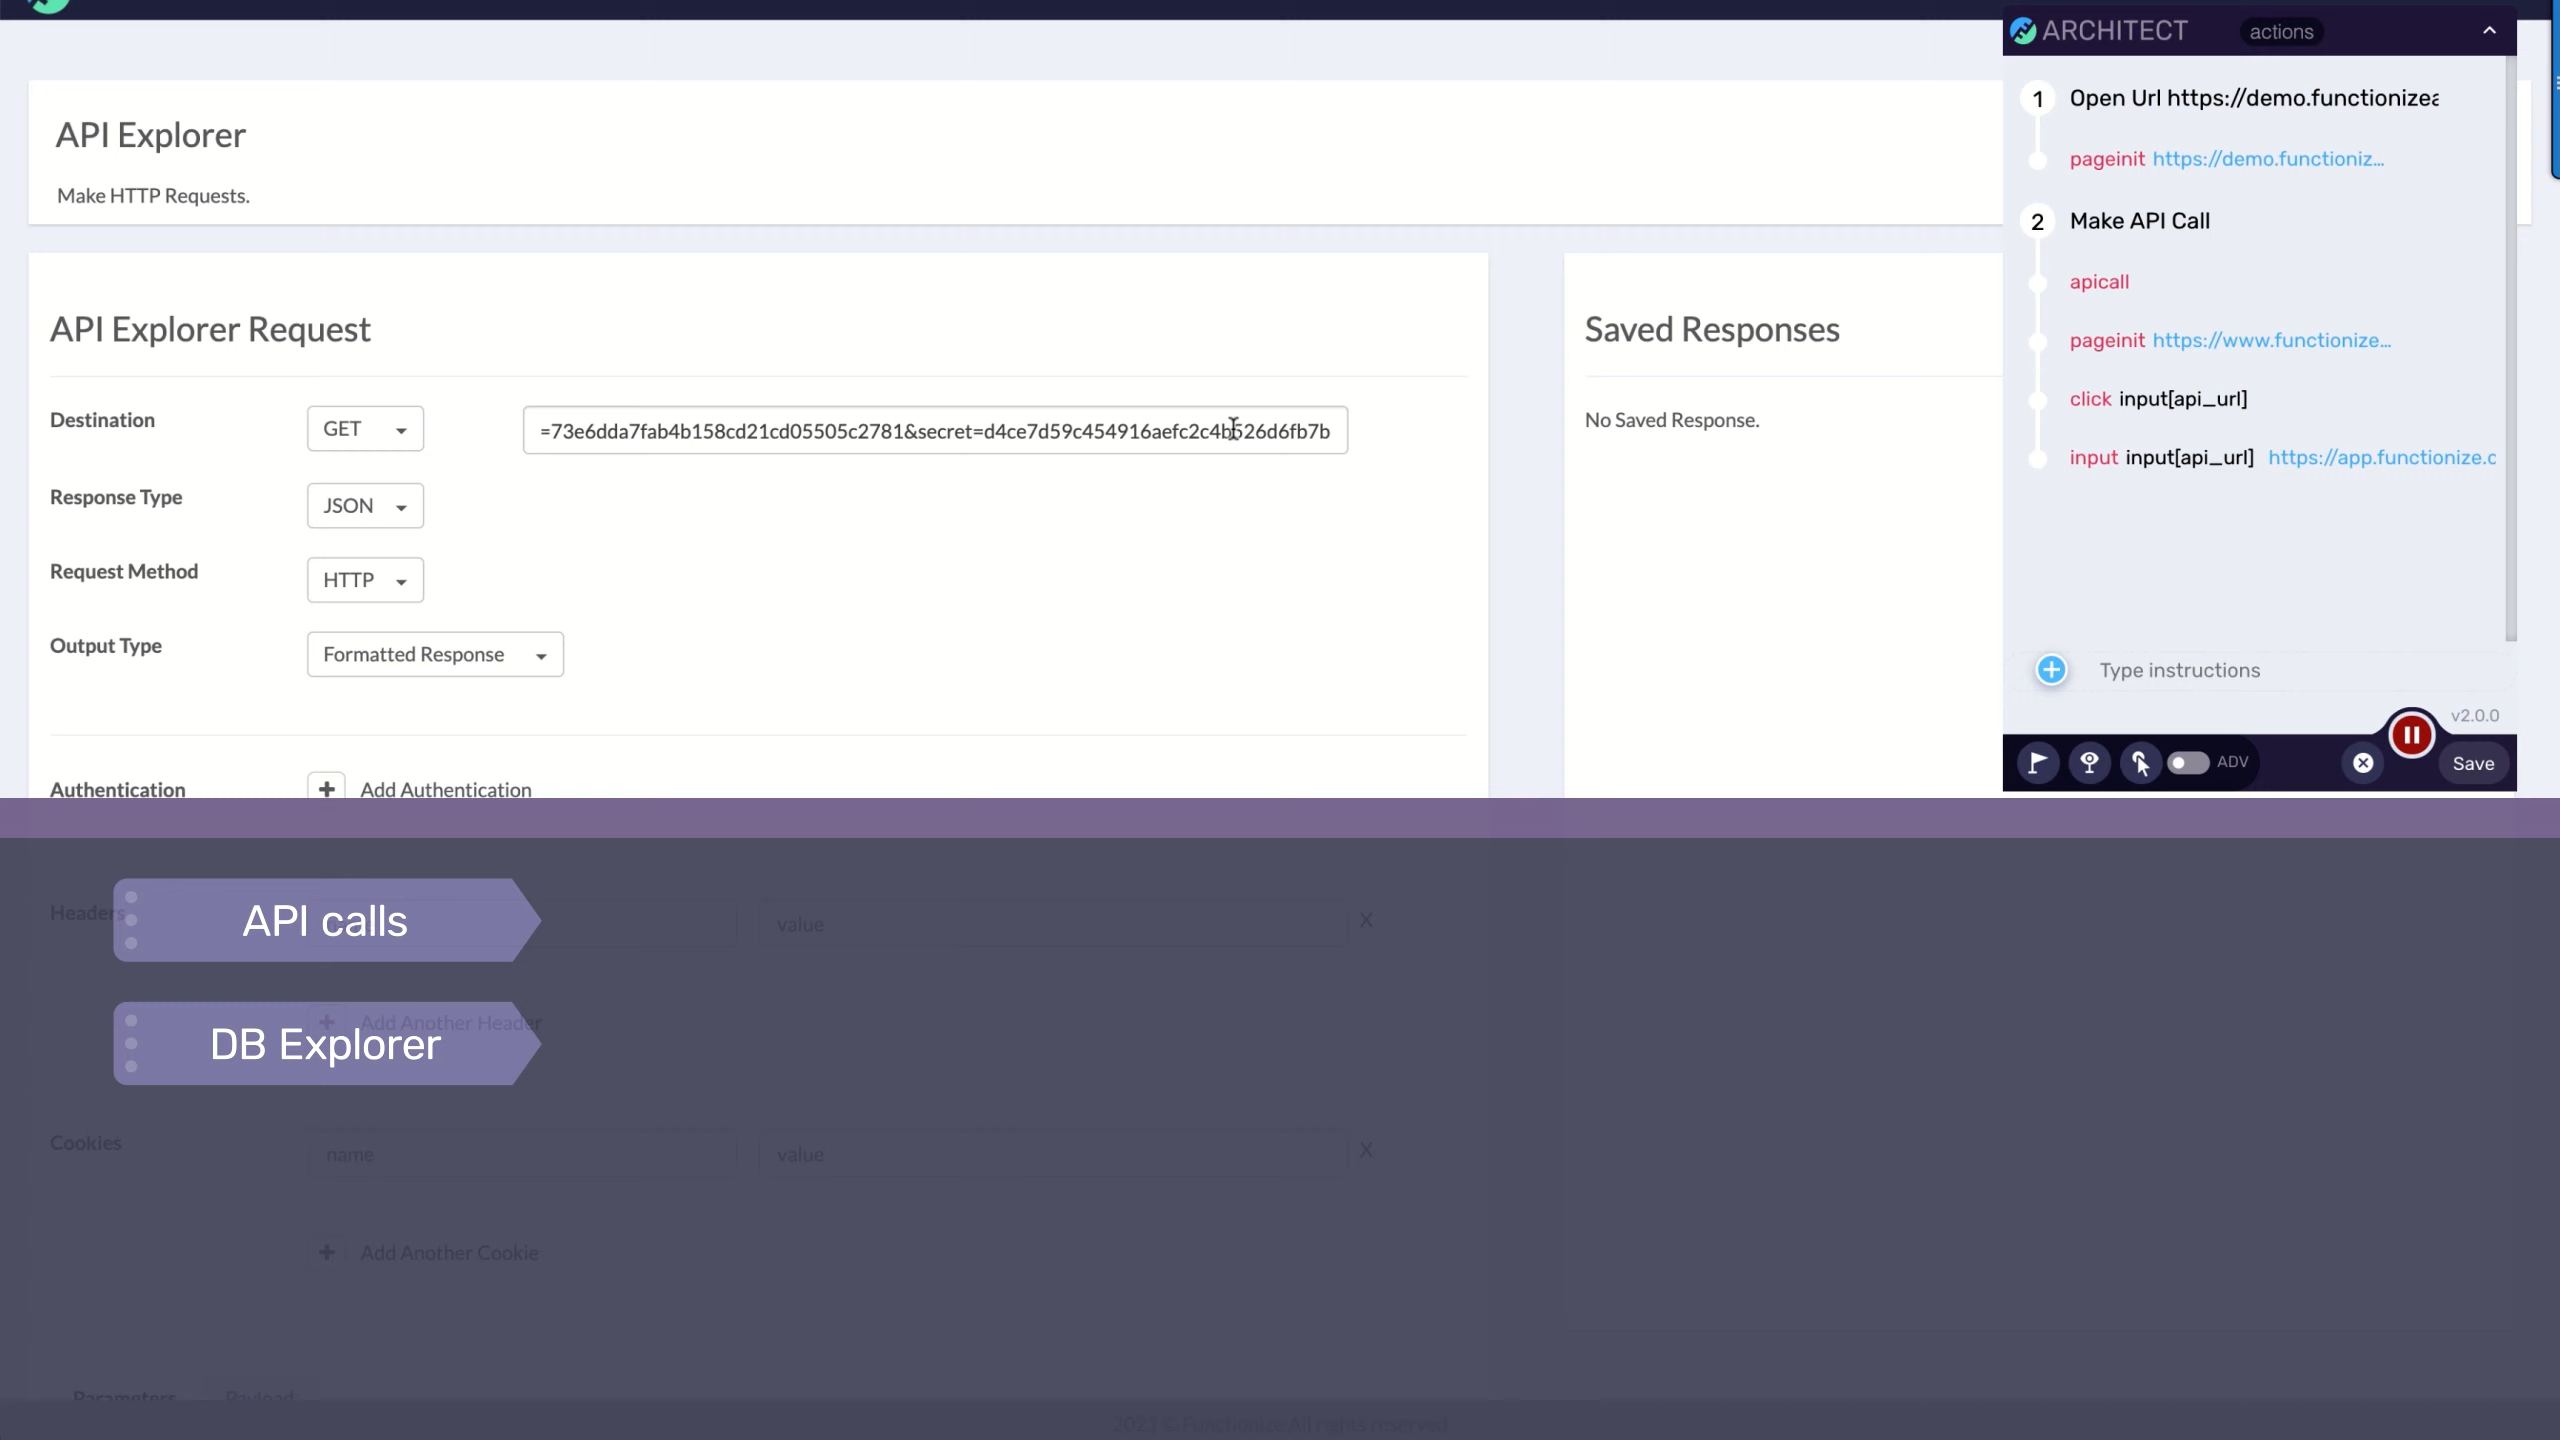 ARCHITECT actions
1 Open Url https://demo.functionize
pageinit https://demo.functioniz...
2 Make API Call
apicall
pageinit https://www.functionize...
click input[api_url]
input input[api_url] https://app.functionize.c
Type instructions
v2.0.0
ADV
Save
API Explorer
Make HTTP Requests.
API Explorer Request
Destination GET =73e6dda7fab4b158cd21cd05505c2781&secret=d4ce7d59c454916aefc2c4b526d6fb7b
Response Type JSON
Request Method HTTP
Output Type Formatted Response
Authentication + Add Authentication
Saved Responses
No Saved Response.
Headers value X
API calls
+ Add Another Header
DB Explorer
Cookies name value X
+ Add Another Cookie
Parameters Payload
2021 © Functionize All rights reserved